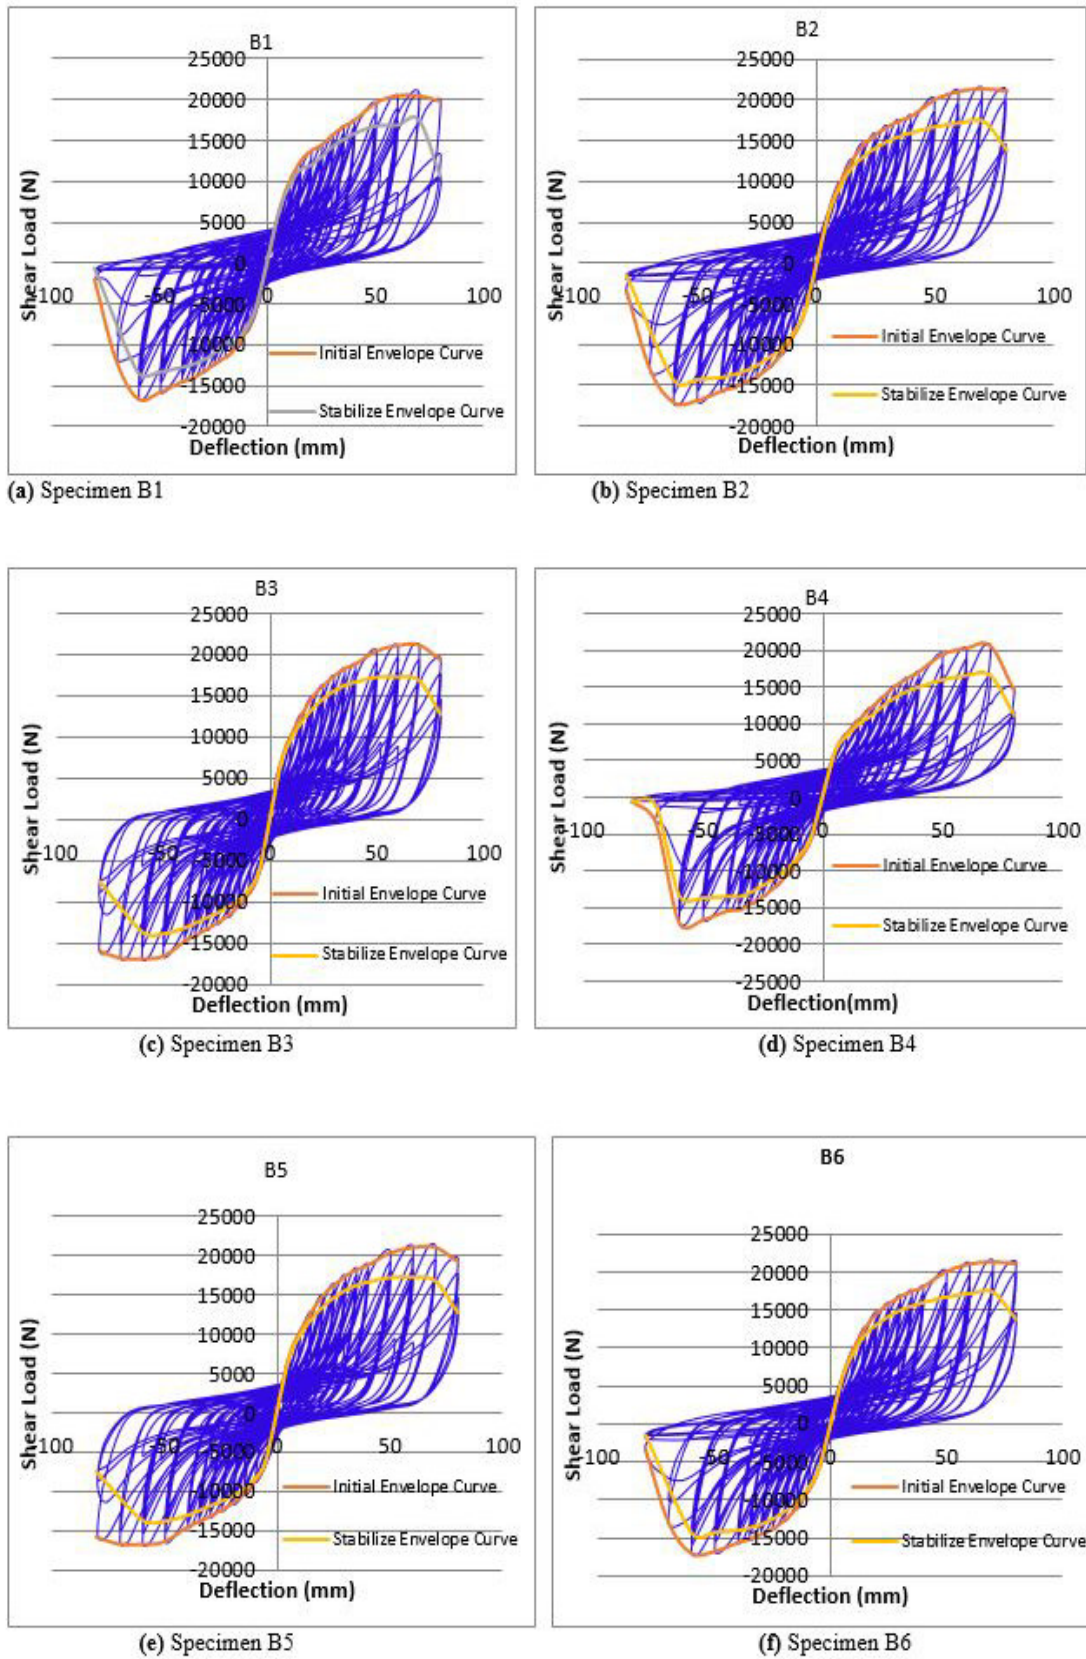 B1
25000
20000
15000
10000
5000
0
100 -50 0 50 100
-5000
-10000
-15000
-20000
Shear Load (N)
Initial Envelope Curve
Stabilize Envelope Curve
Deflection (mm)
(a) Specimen B1
B2
25000
20000
15000
10000
5000
0
-100 -50 0 50 100
-5000
-10000
-15000
-20000
Shear Load (N)
Initial Envelope Curve
Stabilize Envelope Curve
Deflection (mm)
(b) Specimen B2
B3
25000
20000
15000
10000
5000
0
100 -50 0 50 100
-5000
-10000
-15000
-20000
Shear Load (N)
Initial Envelope Curve
Stabilize Envelope Curve
Deflection (mm)
(c) Specimen B3
B4
25000
20000
15000
10000
5000
0
-100 -50 0 50 100
-5000
-10000
-15000
-20000
-25000
Shear Load (N)
Initial Envelope Curve
Stabilize Envelope Curve
Deflection(mm)
(d) Specimen B4
B5
25000
20000
15000
10000
5000
0
100 -50 0 50 100
-5000
-10000
-15000
-20000
Shear Load (N)
Initial Envelope Curve
Stabilize Envelope Curve
Deflection (mm)
(e) Specimen B5
B6
25000
20000
15000
10000
5000
0
-100 -50 0 50 100
-5000
-10000
-15000
-20000
Shear Load (N)
Initial Envelope Curve
Stabilize Envelope Curve
Deflection (mm)
(f) Specimen B6